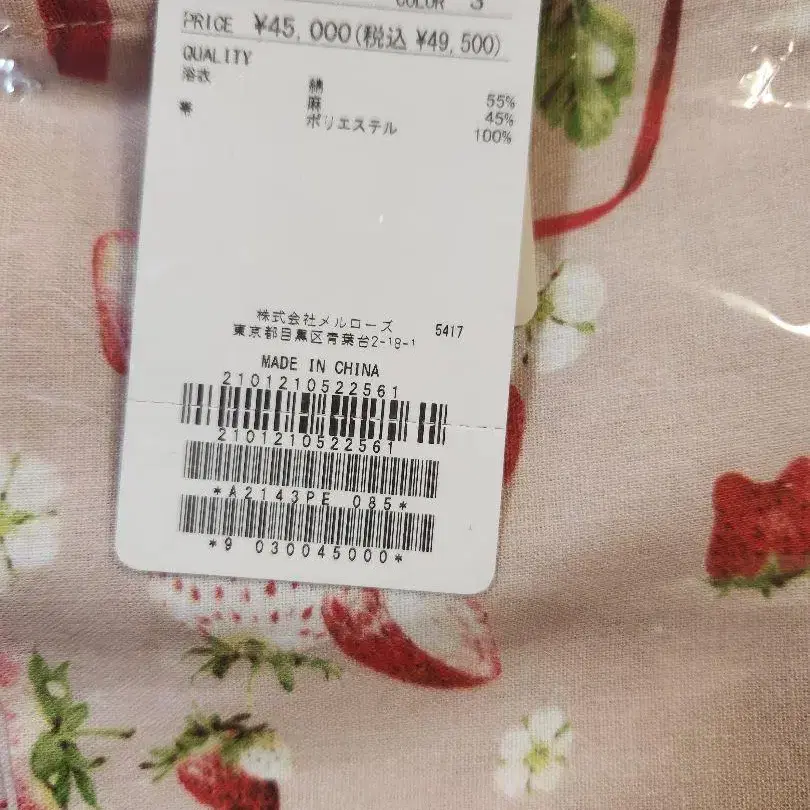 COLOR 3
PRICE ¥45,000(税込 ¥49,500)
QUALITY
浴衣 綿 55%
麻 45%
帯 ポリエステル 100%
株式会社メルローズ 5417
東京都目黒区青葉台2-18-1
MADE IN CHINA
2101210522561
2101210522561
*A2143PE 085*
*9 030045000*